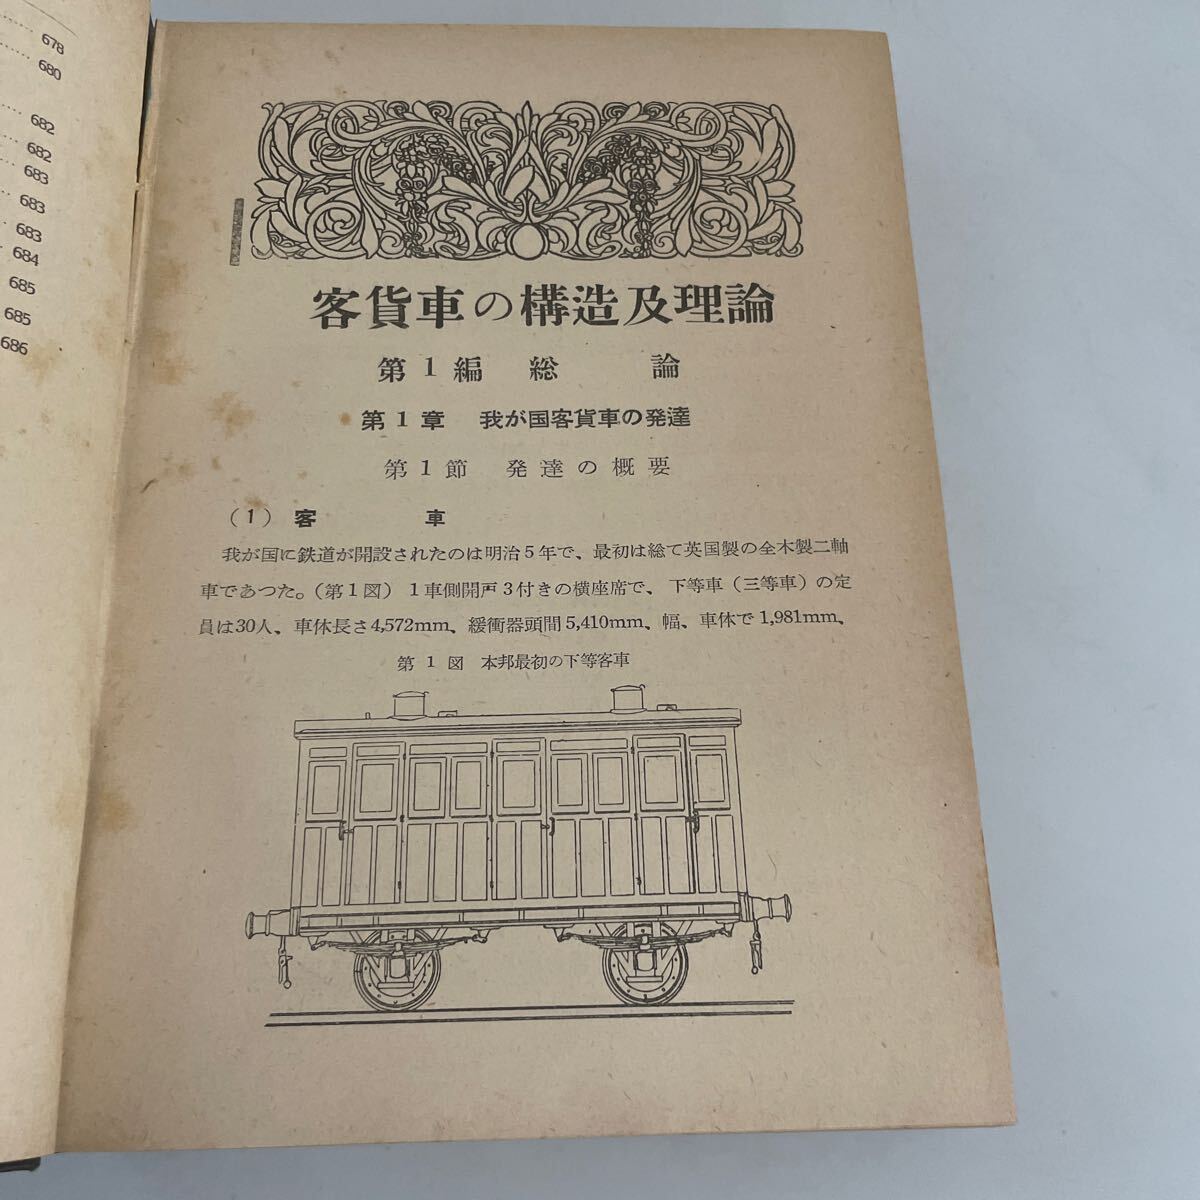 678
680
682
682
683
683
683
684
685
685
686
客貨車の構造及理論
第1編 総論
第1章 我が国客貨車の発達
第1節 発達の概要
(1) 客車
我が国に鉄道が開設されたのは明治5年で、最初は総て英国製の全木製二軸
車であつた。(第1図) 1車側開戸3付きの横座席で、下等車(三等車)の定
員は30人、車体長さ4,572mm、緩衝器頭間5,410mm、幅、車体で1,981mm、
第1図 本邦最初の下等客車